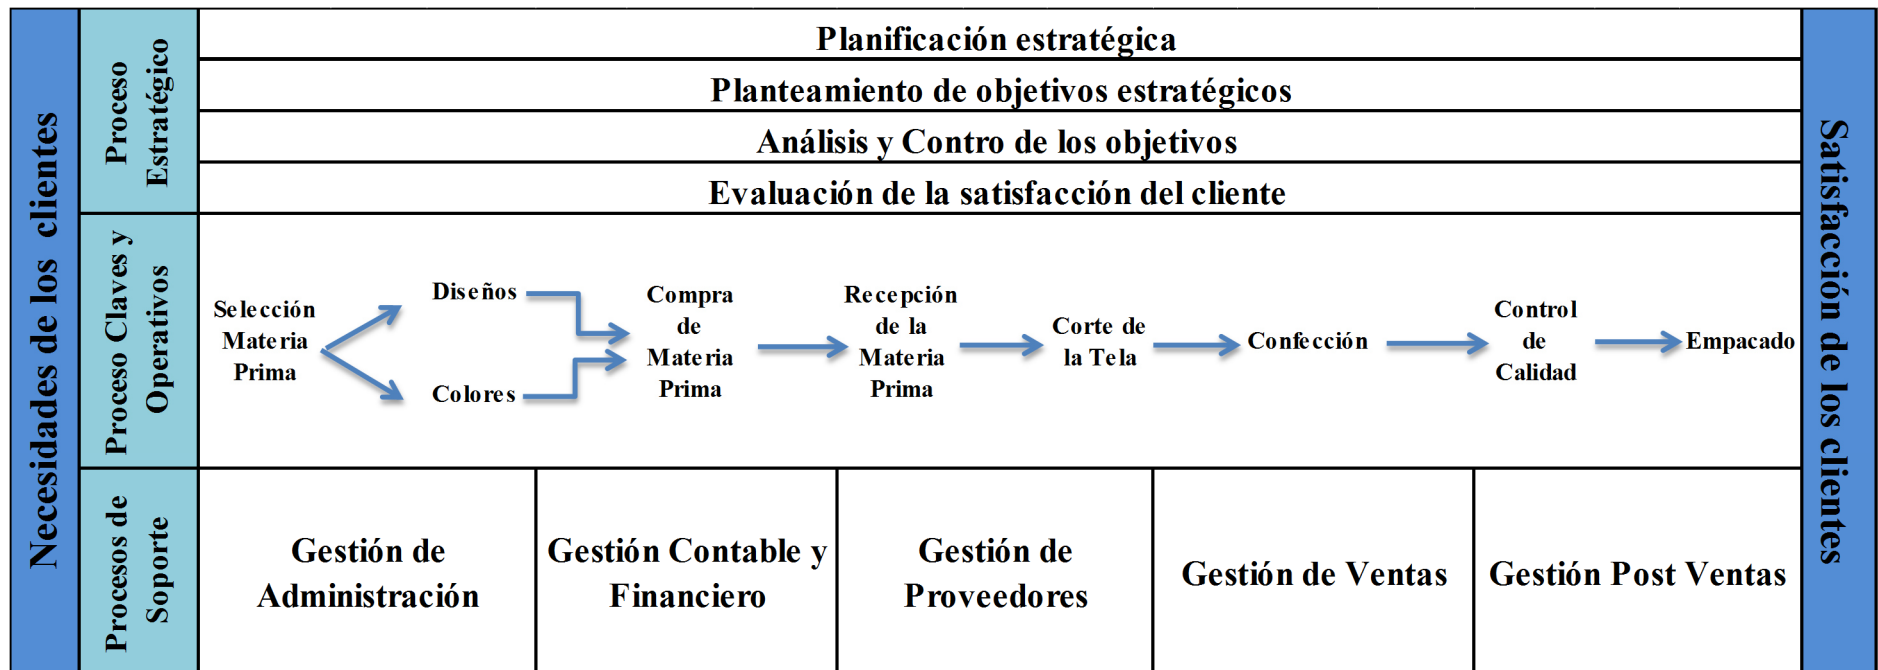 Necesidades de los clientes
Proceso
Estratégico
Planificación estratégica
Planteamiento de objetivos estratégicos
Análisis y Contro de los objetivos
Evaluación de la satisfacción del cliente
Proceso Claves y
Operativos
Selección
Materia
Prima
Diseños
Colores
Compra
de
Materia
Prima
Recepción
de la
Materia
Prima
Corte de
la Tela
Confección
Control
de
Calidad
Empacado
Procesos de
Soporte
Gestión de
Administración
Gestión Contable y
Financiero
Gestión de
Proveedores
Gestión de Ventas
Gestión Post Ventas
Satisfacción de los clientes